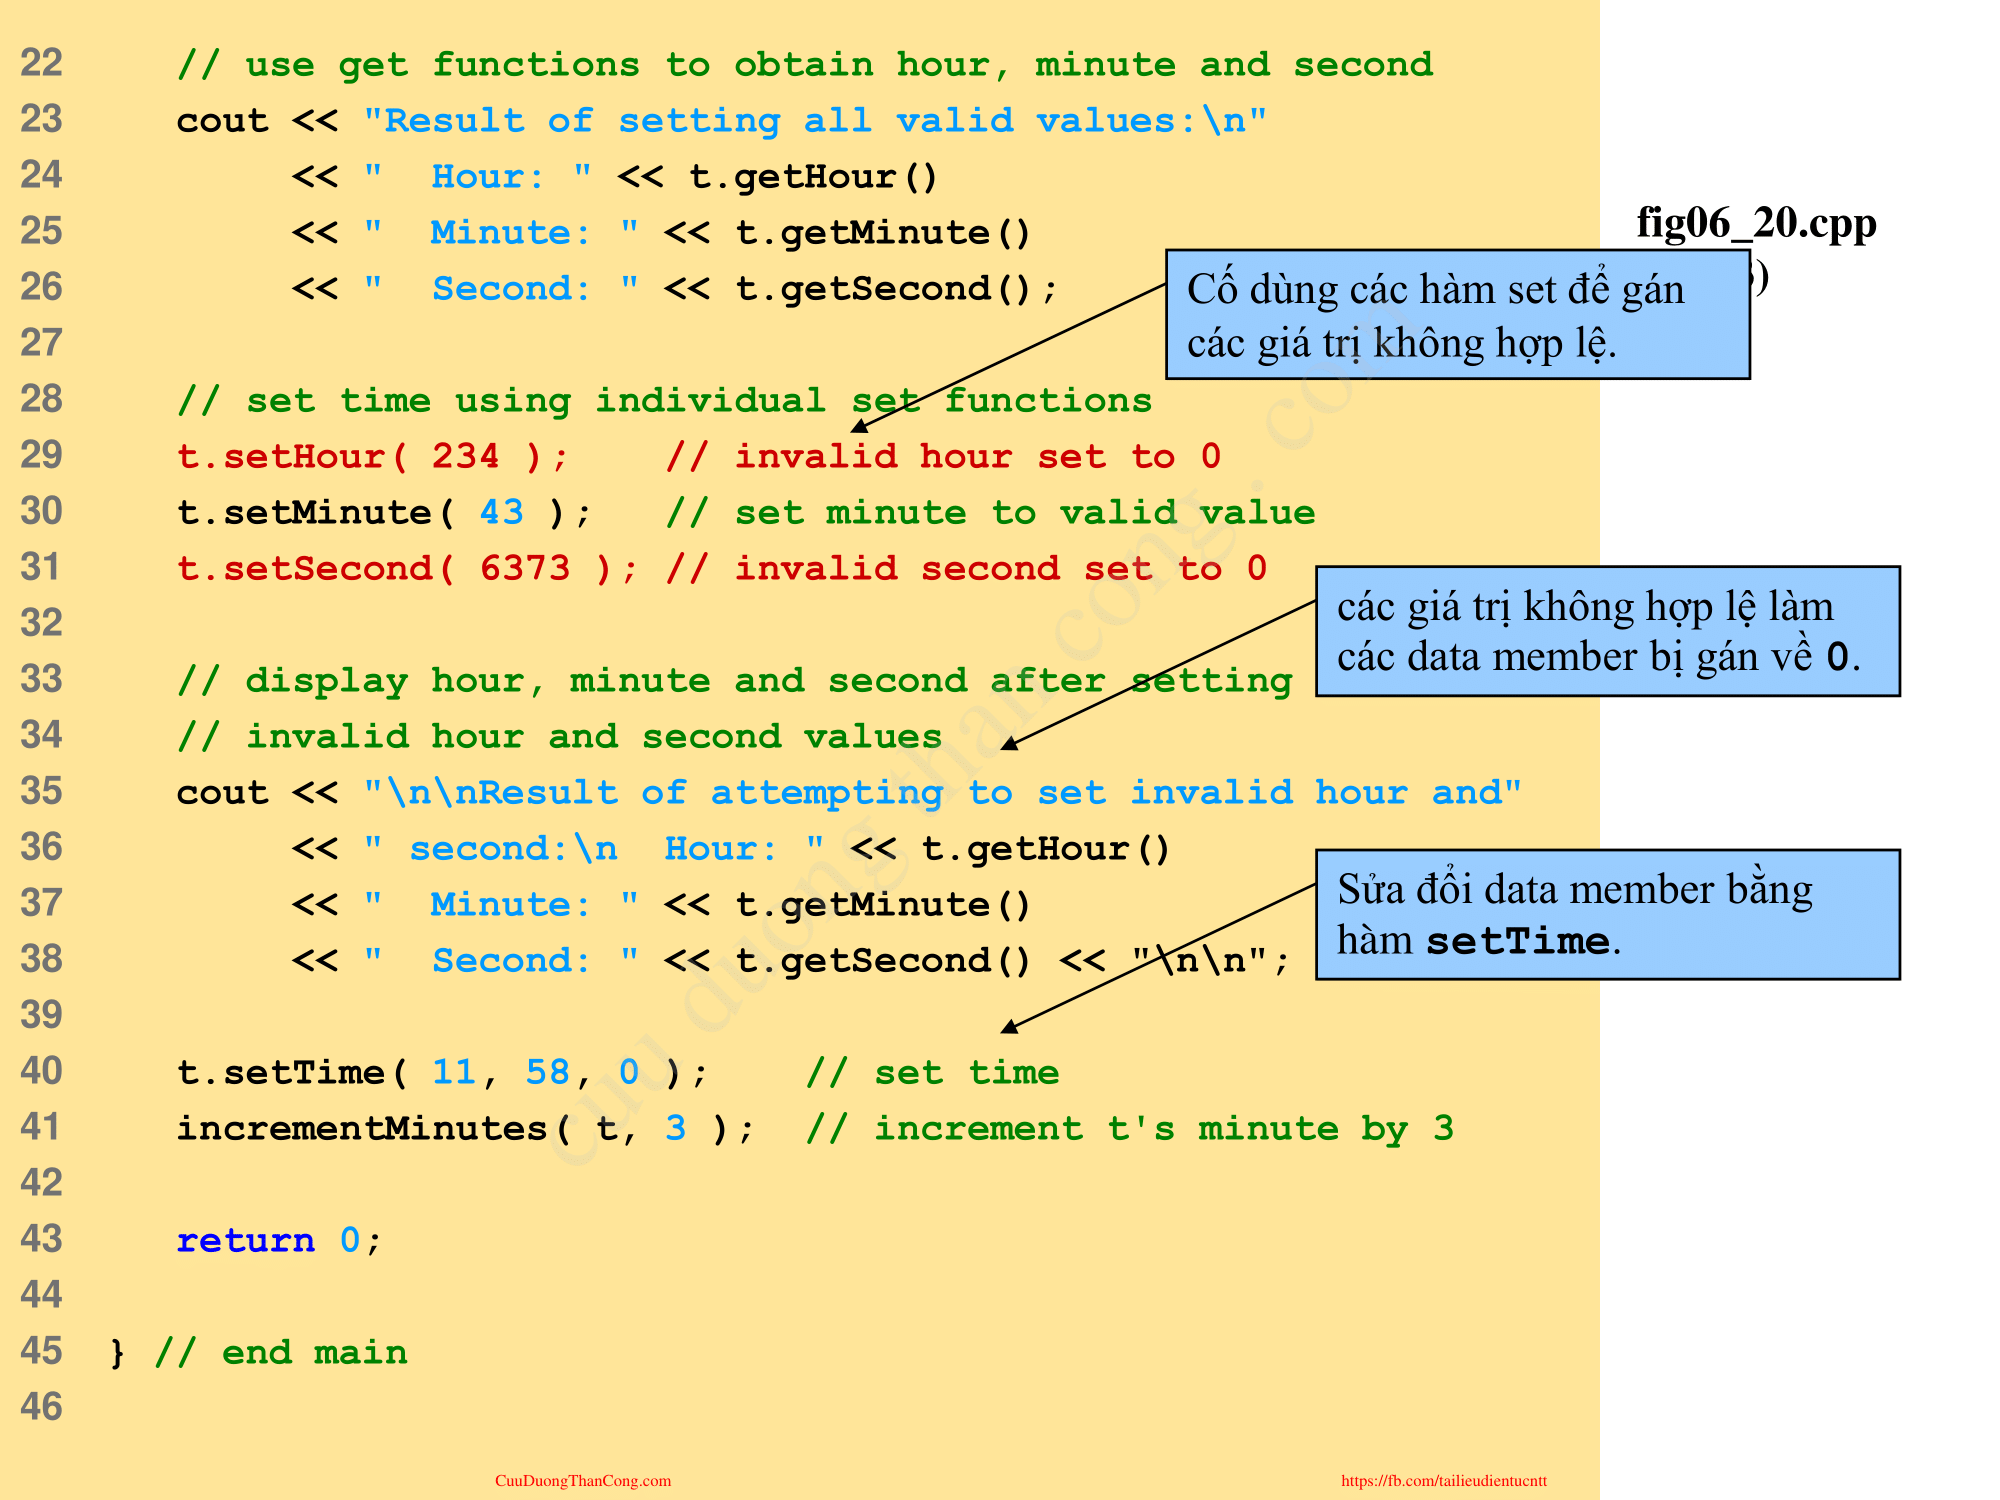 22 // use get functions to obtain hour, minute and second
23 cout << "Result of setting all valid values:\n"
24 << "  Hour: " << t.getHour()
25 << "  Minute: " << t.getMinute()
26 << "  Second: " << t.getSecond();
27
28 // set time using individual set functions
29 t.setHour( 234 );    // invalid hour set to 0
30 t.setMinute( 43 );   // set minute to valid value
31 t.setSecond( 6373 ); // invalid second set to 0
32
33 // display hour, minute and second after setting
34 // invalid hour and second values
35 cout << "\n\nResult of attempting to set invalid hour and"
36 << " second:\n  Hour: " << t.getHour()
37 << "  Minute: " << t.getMinute()
38 << "  Second: " << t.getSecond() << "\n\n";
39
40 t.setTime( 11, 58, 0 );    // set time
41 incrementMinutes( t, 3 );  // increment t's minute by 3
42
43 return 0;
44
45 } // end main
46
fig06_20.cpp
)
Cố dùng các hàm set để gán
các giá trị không hợp lệ.
các giá trị không hợp lệ làm
các data member bị gán về 0.
Sửa đổi data member bằng
hàm setTime.
cuu duong than cong . com
CuuDuongThanCong.com
https://fb.com/tailieudientucntt